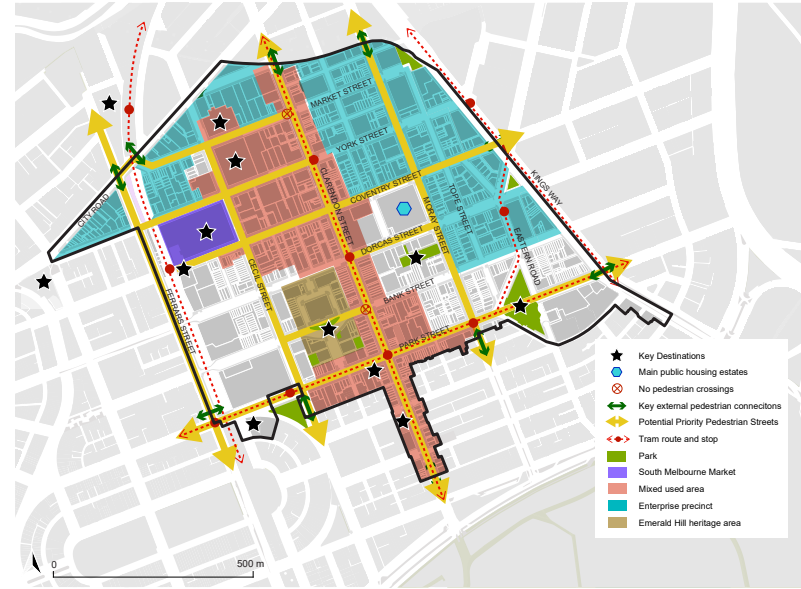 MARKET STREET
YORK STREET
COVENTRY STREET
CLARENDON STREET
MORAY STREET
TOPE STREET
KINGS WAY
CITY ROAD
DORCAS STREET
EASTERN ROAD
CECIL STREET
BANK STREET
FERRARS STREET
PARK STREET
Key Destinations
Main public housing estates
No pedestrian crossings
Key external pedestrian connecitons
Potential Priority Pedestrian Streets
Tram route and stop
Park
South Melbourne Market
Mixed used area
Enterprise precinct
Emerald Hill heritage area
0 500 m